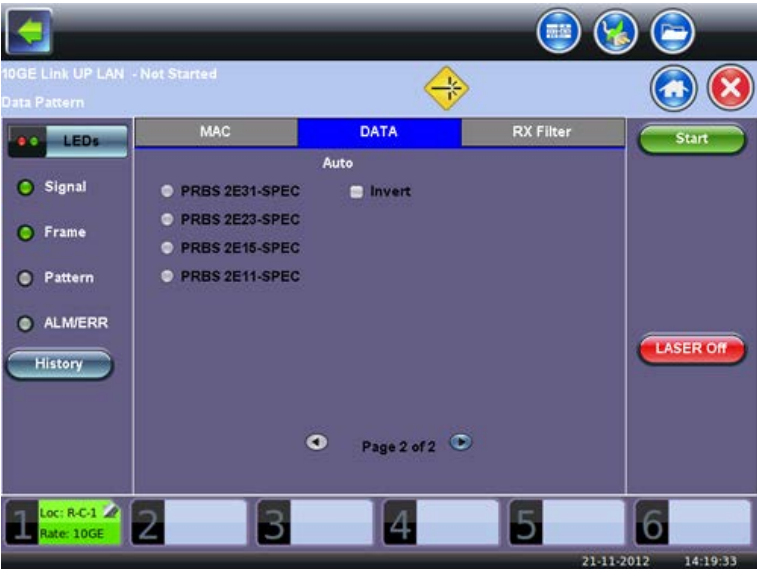 10GE Link UP LAN - Not Started
Data Pattern
LEDs
MAC
DATA
RX Filter
Start
Auto
Signal
PRBS 2E31-SPEC
Invert
PRBS 2E23-SPEC
Frame
PRBS 2E15-SPEC
Pattern
PRBS 2E11-SPEC
ALM/ERR
LASER Off
History
Page 2 of 2
1
Loc: R-C-1
Rate: 10GE
2
3
4
5
6
21-11-2012 14:19:33